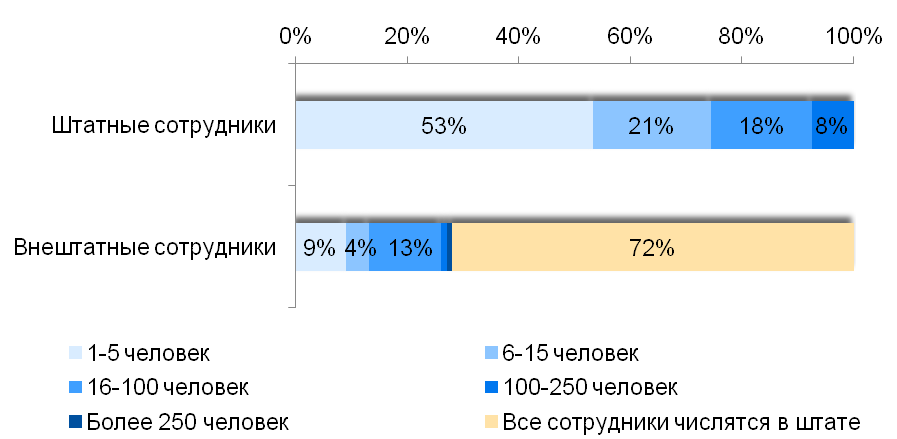 0% 20% 40% 60% 80% 100%
Штатные сотрудники 53% 21% 18% 8%
Внештатные сотрудники 9% 4% 13% 72%
1-5 человек 6-15 человек
16-100 человек 100-250 человек
Более 250 человек Все сотрудники числятся в штате